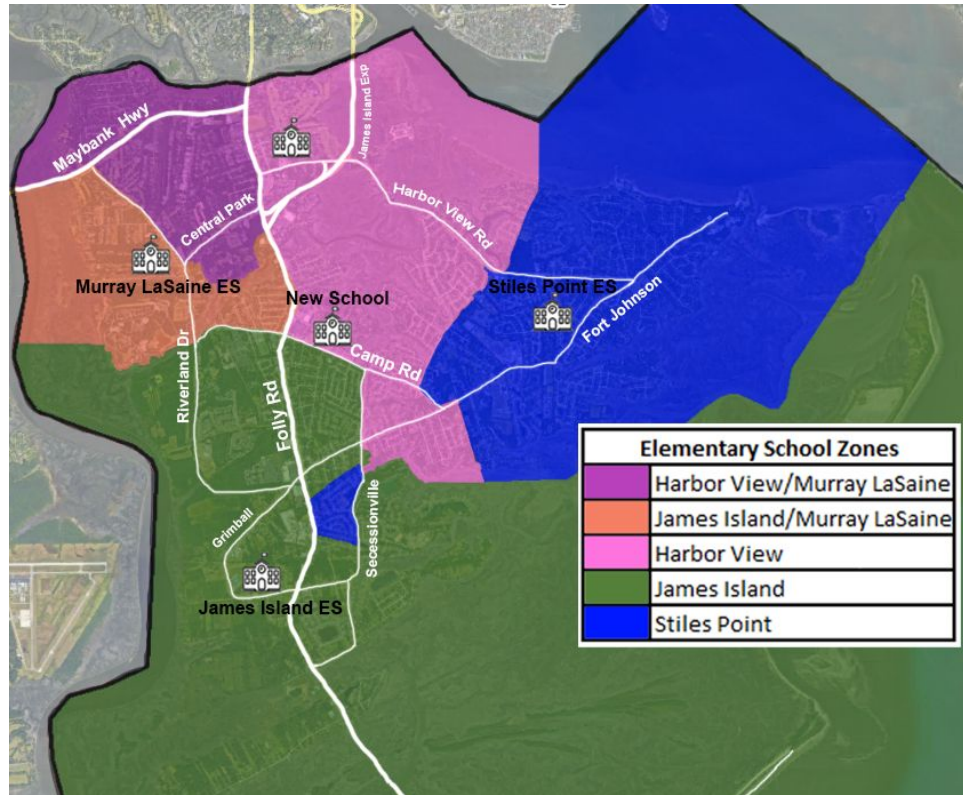 Maybank Hwy
James Island Exp
Central Park
Harbor View Rd
Murray LaSaine ES
New School
Stiles Point ES
Fort Johnson
Riverland Dr
Camp Rd
Folly Rd
Grimball
Secessionville
James Island ES
Elementary School Zones
Harbor View/Murray LaSaine
James Island/Murray LaSaine
Harbor View
James Island
Stiles Point